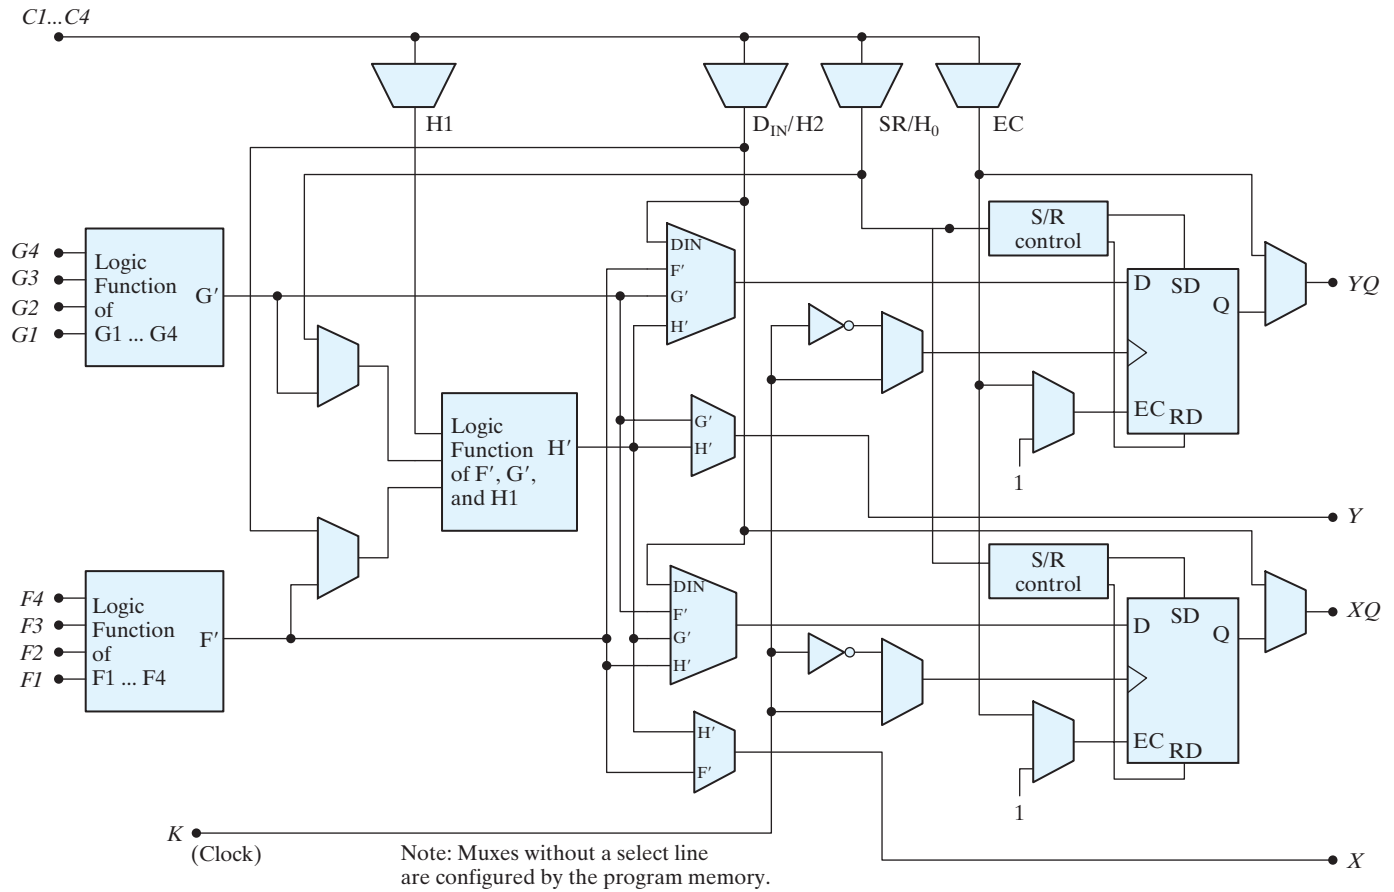 C1...C4
H1
D_IN/H2
SR/H_0
EC
S/R
control
G4
G3
G2
G1
Logic
Function
of
G1 ... G4
G′
DIN
F′
G′
H′
D
SD
Q
EC
RD
YQ
1
Logic
Function
of F′, G′,
and H1
H′
G′
H′
Y
S/R
control
F4
F3
F2
F1
Logic
Function
of
F1 ... F4
F′
DIN
F′
G′
H′
D
SD
Q
EC
RD
XQ
1
H′
F′
K
(Clock)
Note: Muxes without a select line
are configured by the program memory.
X